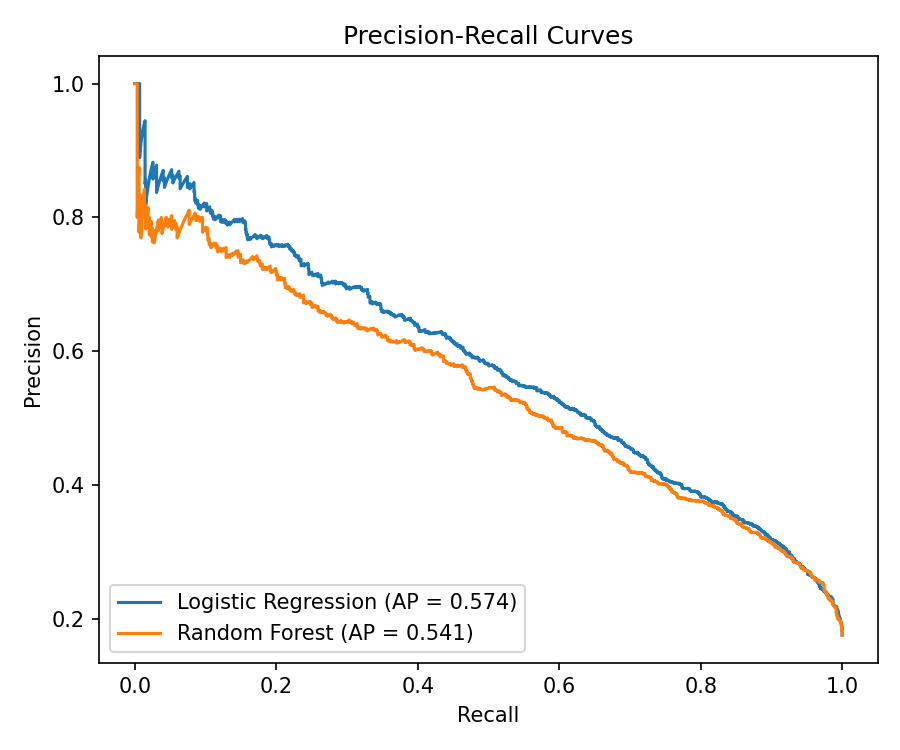 Precision-Recall Curves
Precision
1.0
0.8
0.6
0.4
0.2
Logistic Regression (AP = 0.574)
Random Forest (AP = 0.541)
0.0 0.2 0.4 0.6 0.8 1.0
Recall